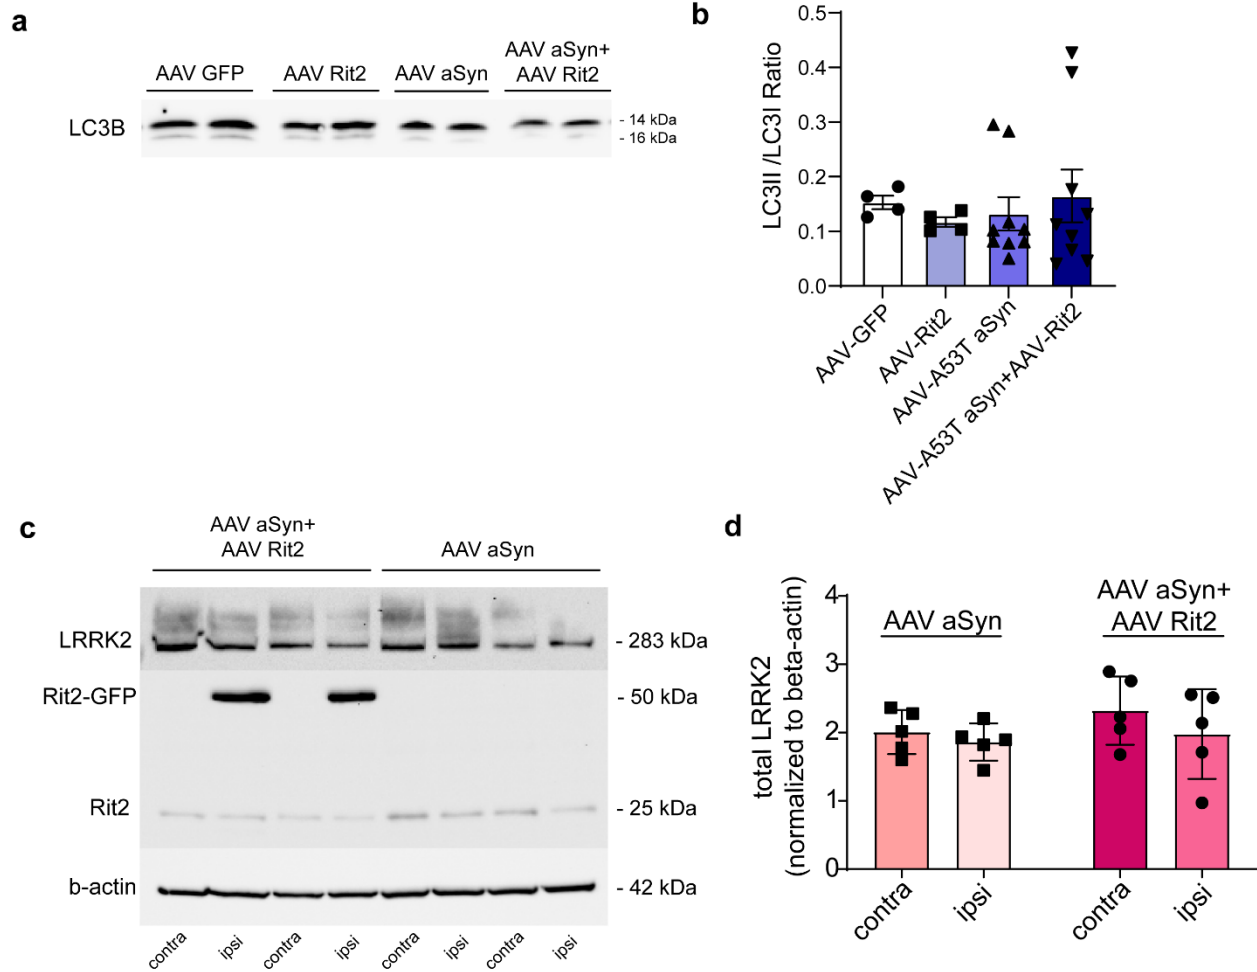 a
AAV GFP
AAV Rit2
AAV aSyn
AAV aSyn+
AAV Rit2
LC3B
- 14 kDa
- 16 kDa
b
LC3II /LC3I Ratio
0.5
0.4
0.3
0.2
0.1
0.0
AAV-GFP
AAV-Rit2
AAV-A53T aSyn
AAV-A53T aSyn+AAV-Rit2
c
AAV aSyn+
AAV Rit2
AAV aSyn
LRRK2
- 283 kDa
Rit2-GFP
- 50 kDa
Rit2
- 25 kDa
b-actin
- 42 kDa
contra
ipsi
contra
ipsi
contra
ipsi
contra
ipsi
d
total LRRK2
(normalized to beta-actin)
4
3
2
1
0
AAV aSyn
AAV aSyn+
AAV Rit2
contra
ipsi
contra
ipsi